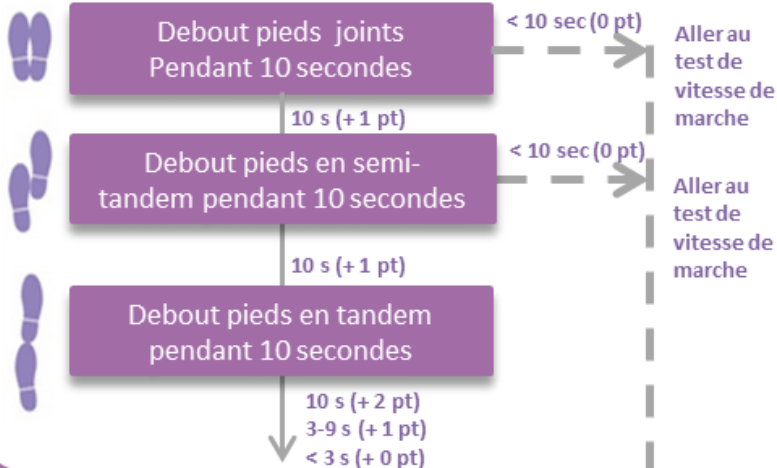 Debout pieds joints
Pendant 10 secondes
< 10 sec (0 pt)
Aller au
test de
vitesse de
marche
10 s (+ 1 pt)
Debout pieds en semi-
tandem pendant 10 secondes
< 10 sec (0 pt)
Aller au
test de
vitesse de
marche
10 s (+ 1 pt)
Debout pieds en tandem
pendant 10 secondes
10 s (+ 2 pt)
3-9 s (+ 1 pt)
< 3 s (+ 0 pt)